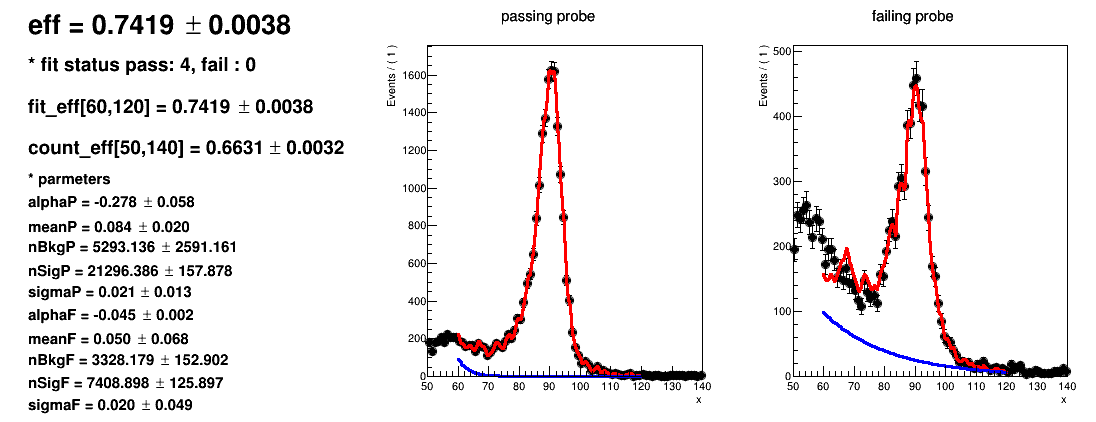 eff = 0.7419 ± 0.0038
* fit status pass: 4, fail : 0
fit_eff[60,120] = 0.7419 ± 0.0038
count_eff[50,140] = 0.6631 ± 0.0032
* parmeters
alphaP = -0.278 ± 0.058
meanP = 0.084 ± 0.020
nBkgP = 5293.136 ± 2591.161
nSigP = 21296.386 ± 157.878
sigmaP = 0.021 ± 0.013
alphaF = -0.045 ± 0.002
meanF = 0.050 ± 0.068
nBkgF = 3328.179 ± 152.902
nSigF = 7408.898 ± 125.897
sigmaF = 0.020 ± 0.049
passing probe
Events / ( 1 )
1600
1400
1200
1000
800
600
400
200
0
50 60 70 80 90 100 110 120 130 140
x
failing probe
Events / ( 1 )
500
400
300
200
100
0
50 60 70 80 90 100 110 120 130 140
x